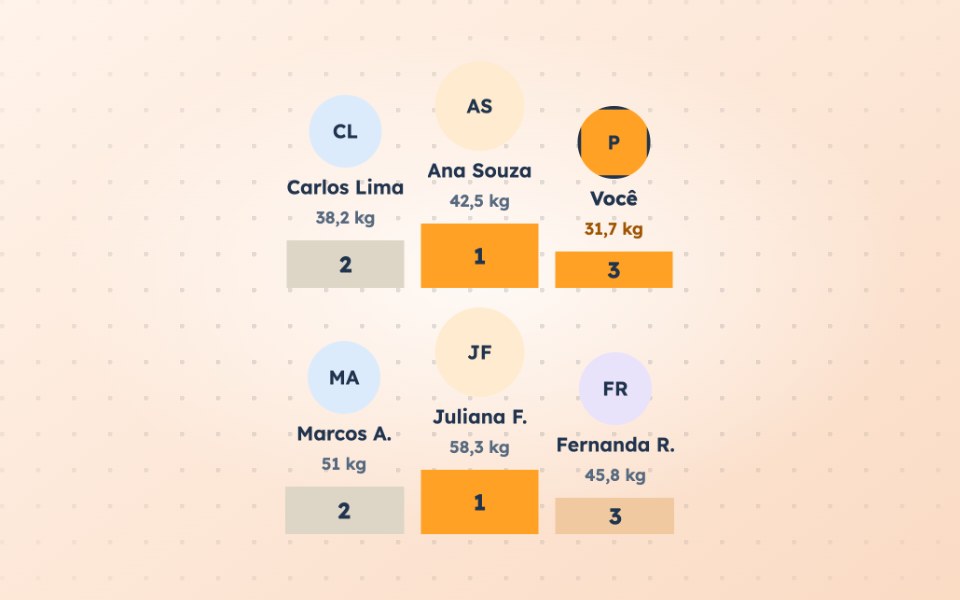 CL
Carlos Lima
38,2 kg
2
AS
Ana Souza
42,5 kg
1
P
Você
31,7 kg
3
MA
Marcos A.
51 kg
2
JF
Juliana F.
58,3 kg
1
FR
Fernanda R.
45,8 kg
3